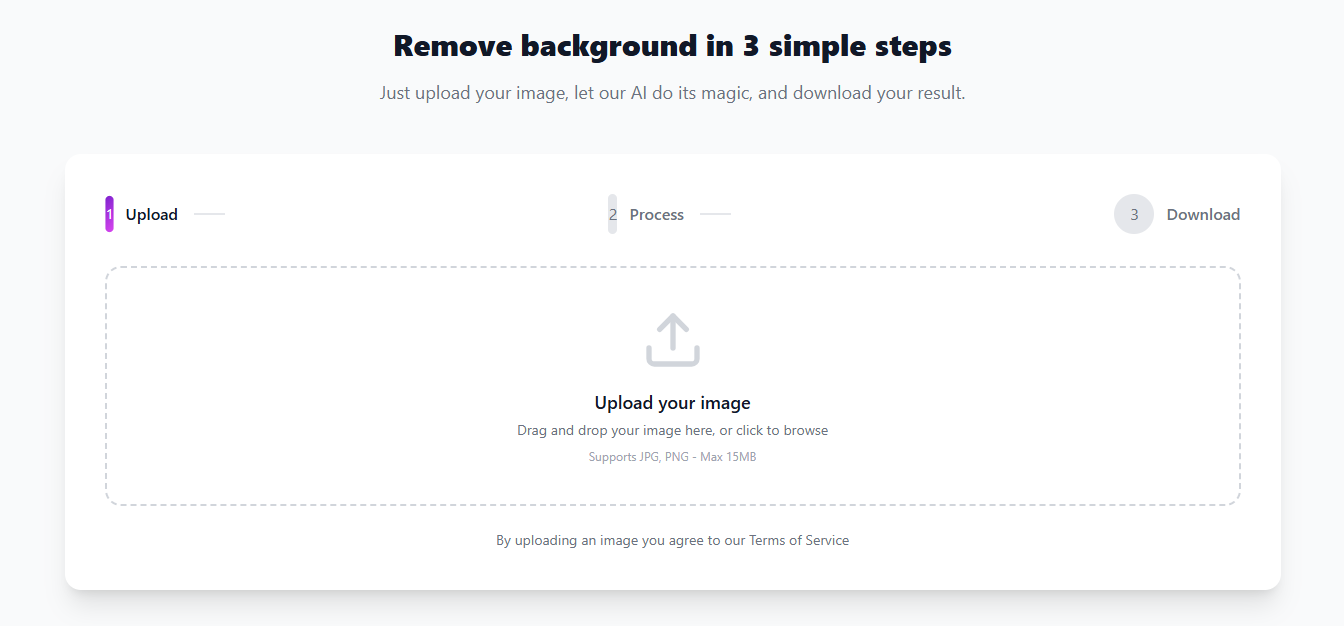 Remove background in 3 simple steps
Just upload your image, let our AI do its magic, and download your result.
1 Upload
2 Process
3 Download
Upload your image
Drag and drop your image here, or click to browse
Supports JPG, PNG - Max 15MB
By uploading an image you agree to our Terms of Service